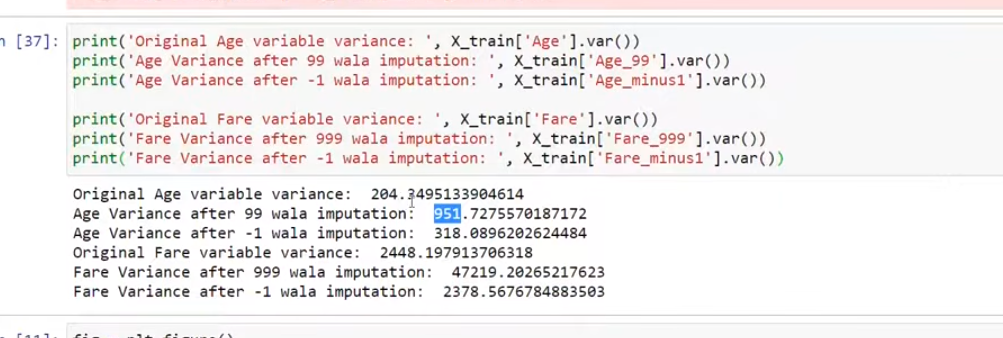 n [37]:
print('Original Age variable variance: ', X_train['Age'].var())
print('Age Variance after 99 wala imputation: ', X_train['Age_99'].var())
print('Age Variance after -1 wala imputation: ', X_train['Age_minus1'].var())
print('Original Fare variable variance: ', X_train['Fare'].var())
print('Fare Variance after 999 wala imputation: ', X_train['Fare_999'].var())
print('Fare Variance after -1 wala imputation: ', X_train['Fare_minus1'].var())
Original Age variable variance:  204.3495133904614
Age Variance after 99 wala imputation:  951.7275570187172
Age Variance after -1 wala imputation:  318.0896202624484
Original Fare variable variance:  2448.197913706318
Fare Variance after 999 wala imputation:  47219.20265217623
Fare Variance after -1 wala imputation:  2378.5676784883503